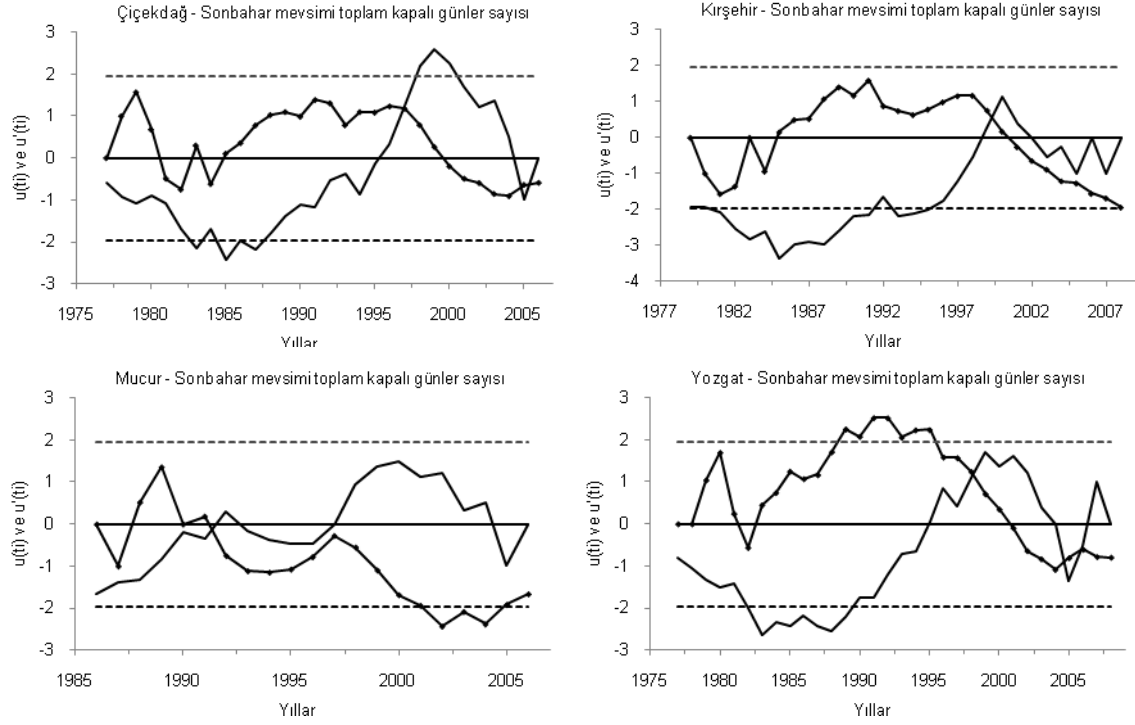 Çiçekdağ - Sonbahar mevsimi toplam kapalı günler sayısı
3
2
1
0
-1
-2
-3
u(ti) ve u'(ti)
1975 1980 1985 1990 1995 2000 2005
Yıllar
Kırşehir - Sonbahar mevsimi toplam kapalı günler sayısı
3
2
1
0
-1
-2
-3
-4
u(ti) ve u'(ti)
1977 1982 1987 1992 1997 2002 2007
Yıllar
Mucur - Sonbahar mevsimi toplam kapalı günler sayısı
3
2
1
0
-1
-2
-3
u(ti) ve u'(ti)
1985 1990 1995 2000 2005
Yıllar
Yozgat - Sonbahar mevsimi toplam kapalı günler sayısı
3
2
1
0
-1
-2
-3
u(ti) ve u'(ti)
1975 1980 1985 1990 1995 2000 2005
Yıllar